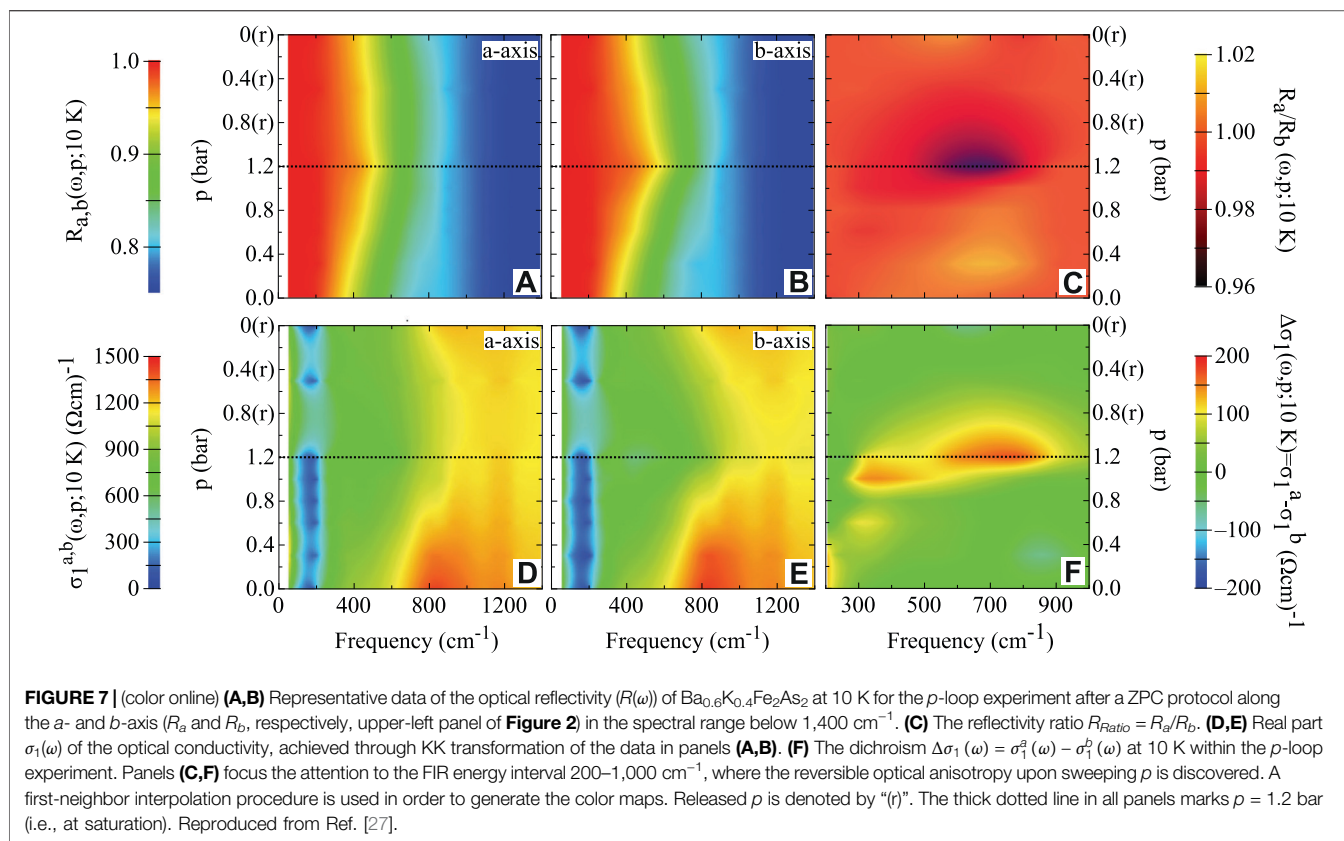 a-axis
b-axis
A
B
C
0(r)
0.4(r)
0.8(r)
1.2
0.8
0.4
0.0
p (bar)
0(r)
0.4(r)
0.8(r)
1.2
0.8
0.4
0.0
p (bar)
1.0
0.9
0.8
Ra,b(ω,p;10 K)
1.02
1.00
0.98
0.96
Ra/Rb (ω,p;10 K)
a-axis
b-axis
D
E
F
0(r)
0.4(r)
0.8(r)
1.2
0.8
0.4
0.0
p (bar)
0(r)
0.4(r)
0.8(r)
1.2
0.8
0.4
0.0
p (bar)
1500
1200
900
600
300
0
σ1a,b(ω,p;10 K) (Ωcm)-1
200
100
0
−100
−200
Δσ1(ω,p;10 K)=σ1a-σ1b (Ωcm)-1
0 400 800 1200
400 800 1200
300 500 700 900
Frequency (cm-1)
Frequency (cm-1)
Frequency (cm-1)
FIGURE 7 | (color online) (A,B) Representative data of the optical reflectivity (R(ω)) of Ba0.6K0.4Fe2As2 at 10 K for the p-loop experiment after a ZPC protocol along
the a- and b-axis (Ra and Rb, respectively, upper-left panel of Figure 2) in the spectral range below 1,400 cm−1. (C) The reflectivity ratio RRatio = Ra/Rb. (D,E) Real part
σ1(ω) of the optical conductivity, achieved through KK transformation of the data in panels (A,B). (F) The dichroism Δσ1 (ω) = σ1a (ω) − σ1b (ω) at 10 K within the p-loop
experiment. Panels (C,F) focus the attention to the FIR energy interval 200–1,000 cm−1, where the reversible optical anisotropy upon sweeping p is discovered. A
first-neighbor interpolation procedure is used in order to generate the color maps. Released p is denoted by “(r)”. The thick dotted line in all panels marks p = 1.2 bar
(i.e., at saturation). Reproduced from Ref. [27].